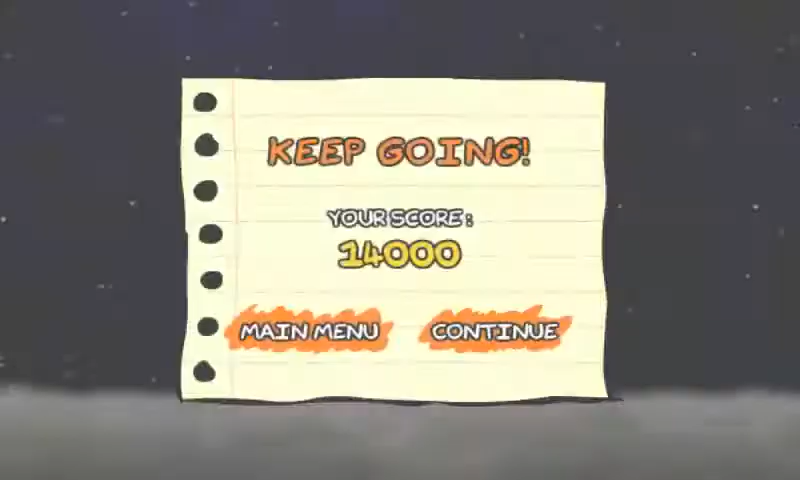 KEEP GOING!
YOUR SCORE:
14000
MAIN MENU
CONTINUE